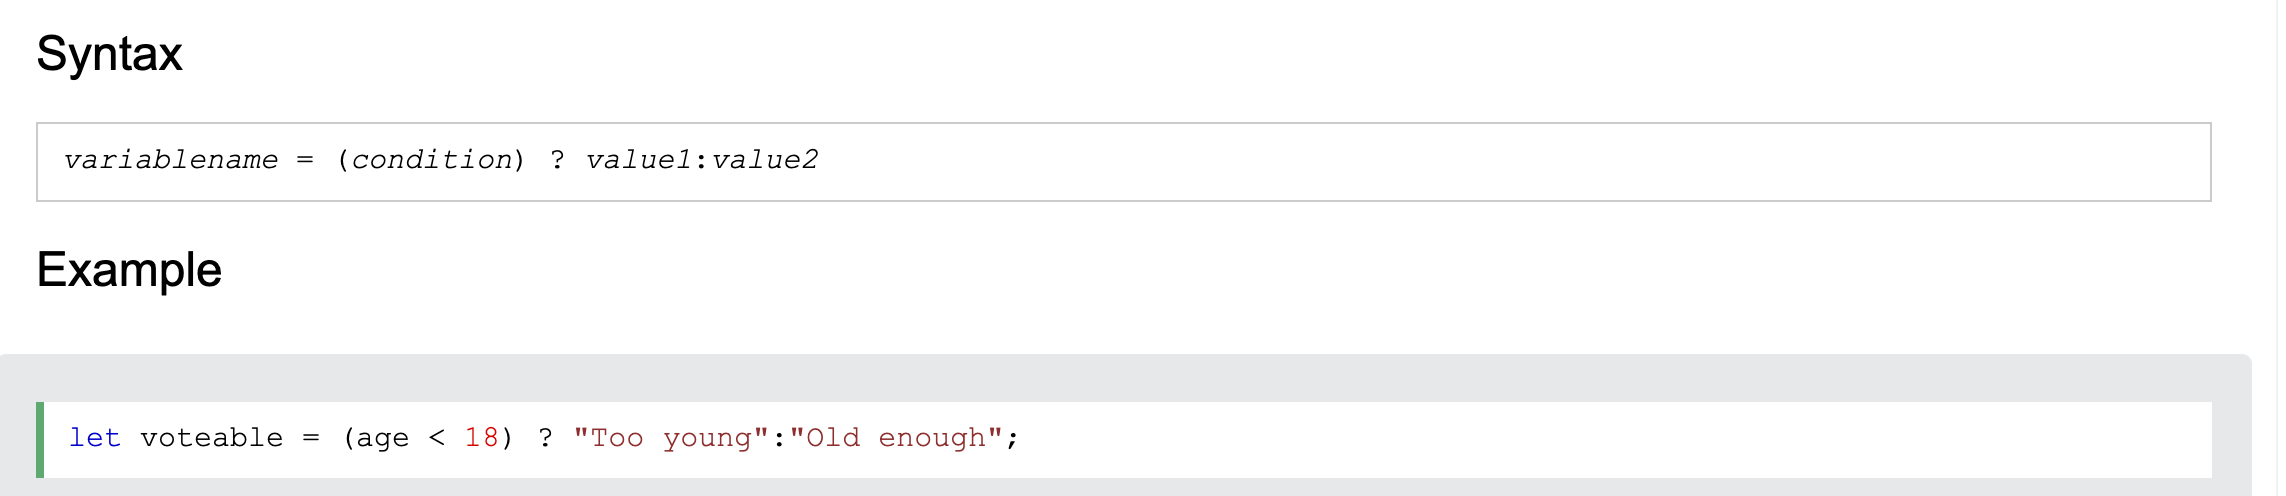 Syntax
variablename = (condition) ? value1:value2
Example
let voteable = (age < 18) ? "Too young":"Old enough";